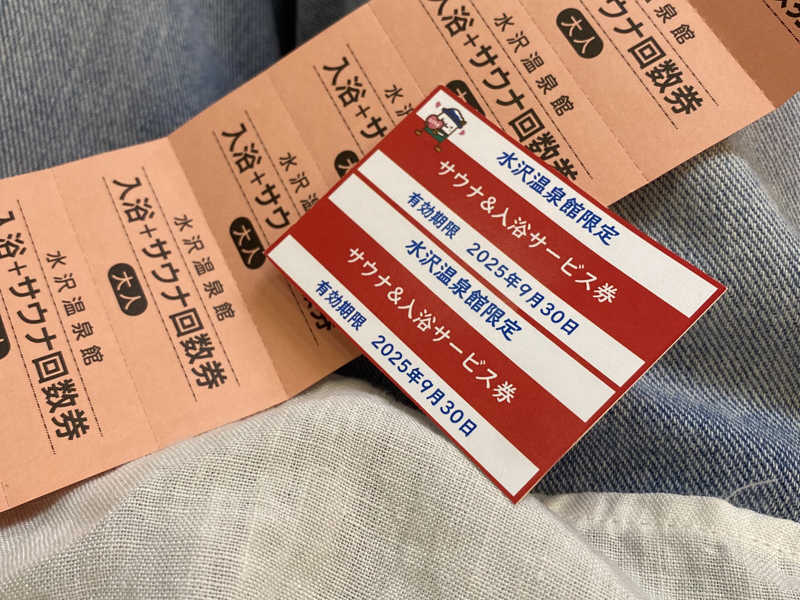 水沢温泉館
入浴+サウナ回数券
水沢温泉館
入浴+サウナ回数券
大人
水沢温泉館
入浴+サウナ
大人
水沢
入浴+サウ
大
水沢温泉館
入浴+サウナ回数券
水沢温泉館
サウナ回数券
大人
水沢温泉館限定
サウナ&入浴サービス券
有効期限 2025年9月30日
水沢温泉館限定
サウナ&入浴サービス券
有効期限 2025年9月30日